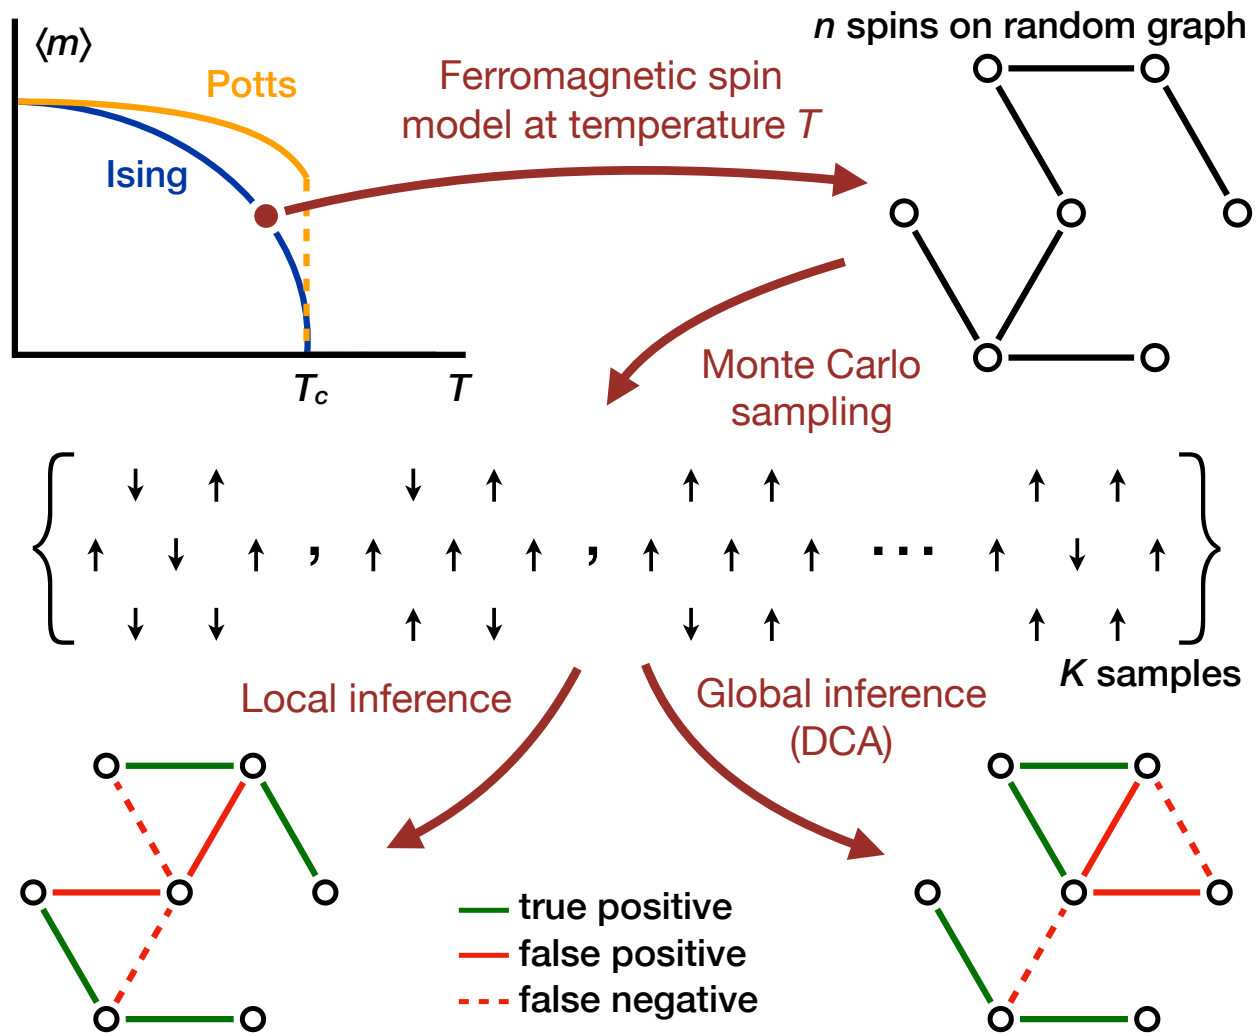 ⟨m⟩
Potts
Ising
T_c
T
Ferromagnetic spin
model at temperature T
n spins on random graph
Monte Carlo
sampling
{ , , ... }
K samples
Local inference
Global inference
(DCA)
true positive
false positive
false negative